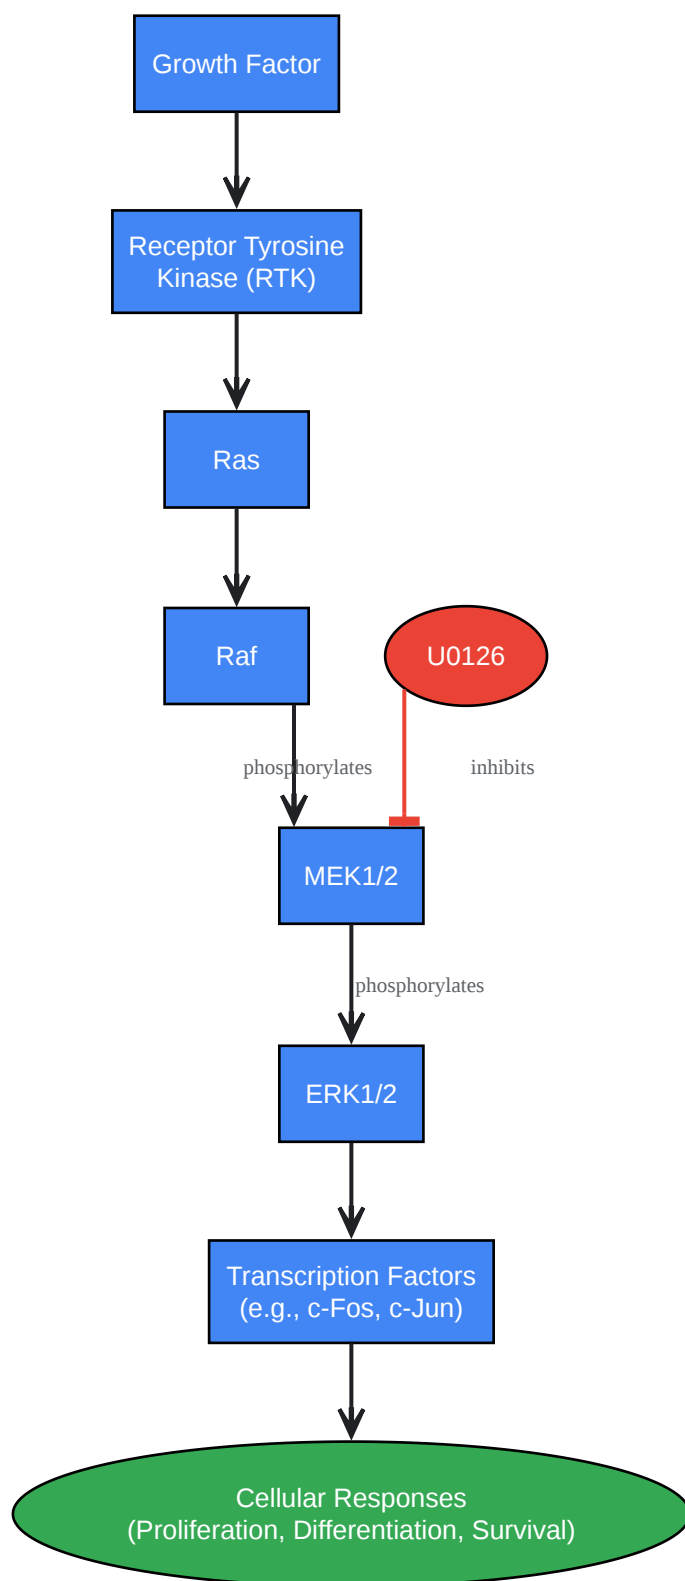 Growth Factor
Receptor Tyrosine
Kinase (RTK)
Ras
Raf
U0126
phosphorylates
inhibits
MEK1/2
phosphorylates
ERK1/2
Transcription Factors
(e.g., c-Fos, c-Jun)
Cellular Responses
(Proliferation, Differentiation, Survival)